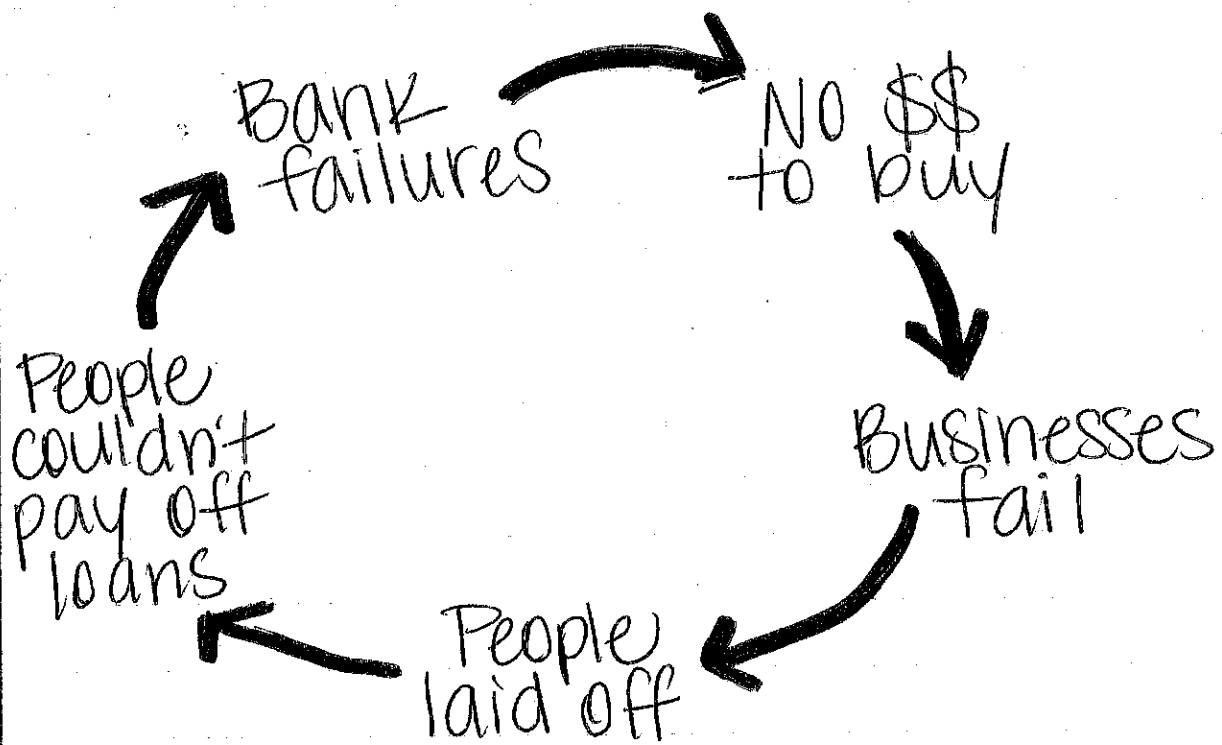 Bank
failures
NO $$
to buy
Businesses
fail
People
laid off
People
couldn't
pay off
loans